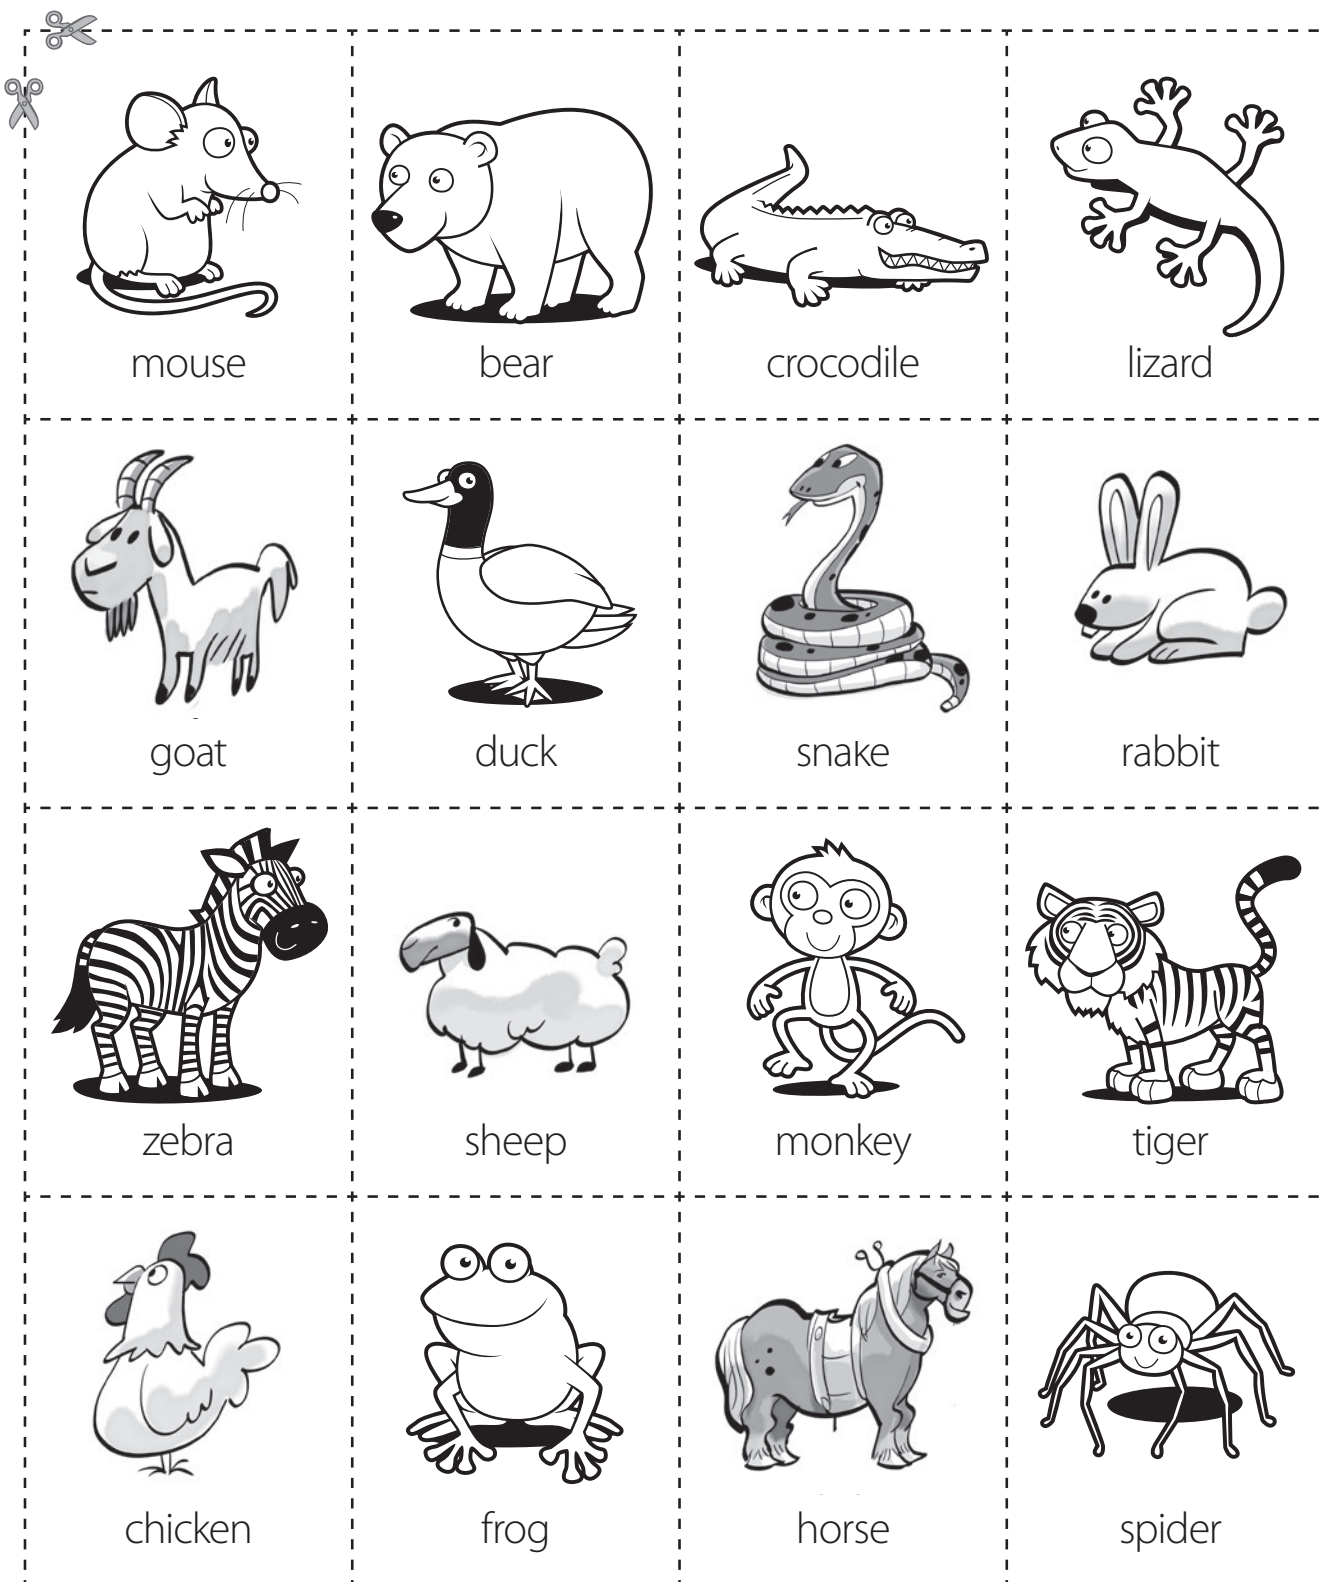 mouse
bear
crocodile
lizard
goat
duck
snake
rabbit
zebra
sheep
monkey
tiger
chicken
frog
horse
spider